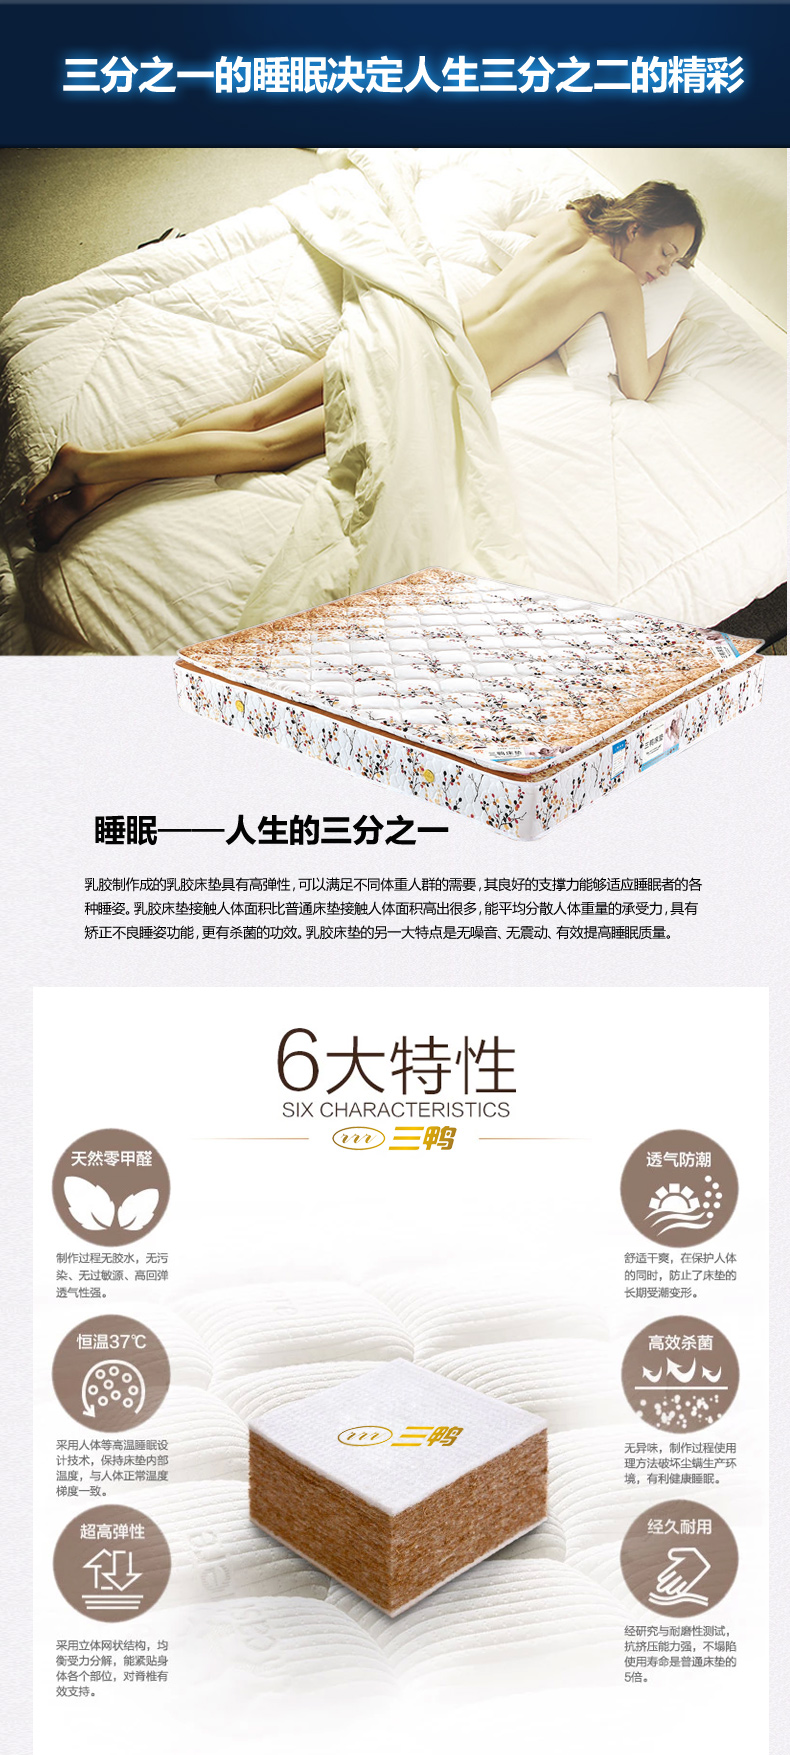 三分之一的睡眠决定人生三分之二的精彩
三鸭床垫
三鸭床垫
睡眠——人生的三分之一
乳胶制作成的乳胶床垫具有高弹性，可以满足不同体重人群的需要，其良好的支撑力能够适应睡眠者的各
种睡姿。乳胶床垫接触人体面积比普通床垫接触人体面积高出很多，能平均分散人体重量的承受力，具有
矫正不良睡姿功能，更有杀菌的功效。乳胶床垫的另一大特点是无噪音、无震动、有效提高睡眠质量。
6大特性
SIX CHARACTERISTICS
三鸭
天然零甲醛
制作过程无胶水，无污
染、无过敏源、高回弹
透气性强。
透气防潮
舒适干爽，在保护人体
的同时，防止了床垫的
长期受潮变形。
恒温37℃
采用人体等高温睡眠设
计技术，保持床垫内部
温度，与人体正常温度
梯度一致。
高效杀菌
无异味，制作过程使用
理方法破坏尘螨生产环
境，有利健康睡眠。
三鸭
超高弹性
采用立体网状结构，均
衡受力分解，能紧贴身
体各个部位，对脊椎有
效支持。
经久耐用
经研究与耐磨性测试，
抗挤压能力强，不塌陷
使用寿命是普通床垫的
5倍。